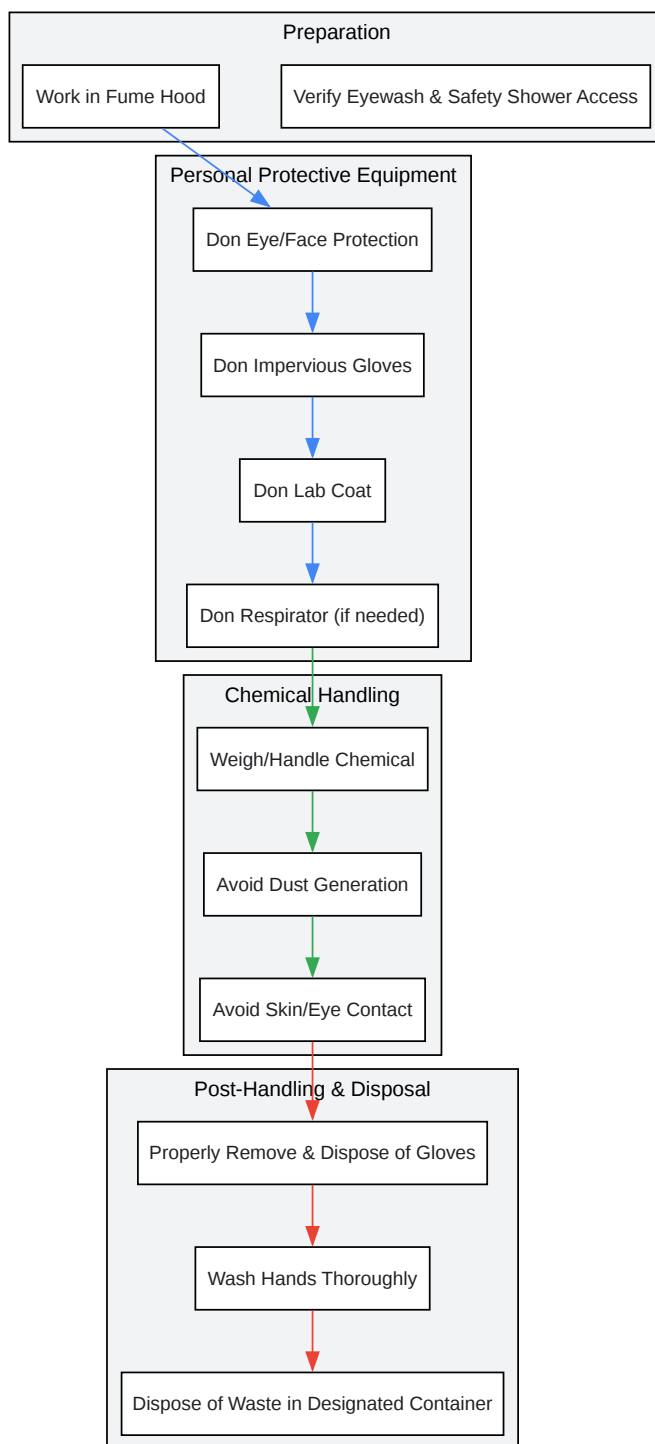 Preparation
Work in Fume Hood
Verify Eyewash & Safety Shower Access
Personal Protective Equipment
Don Eye/Face Protection
Don Impervious Gloves
Don Lab Coat
Don Respirator (if needed)
Chemical Handling
Weigh/Handle Chemical
Avoid Dust Generation
Avoid Skin/Eye Contact
Post-Handling & Disposal
Properly Remove & Dispose of Gloves
Wash Hands Thoroughly
Dispose of Waste in Designated Container